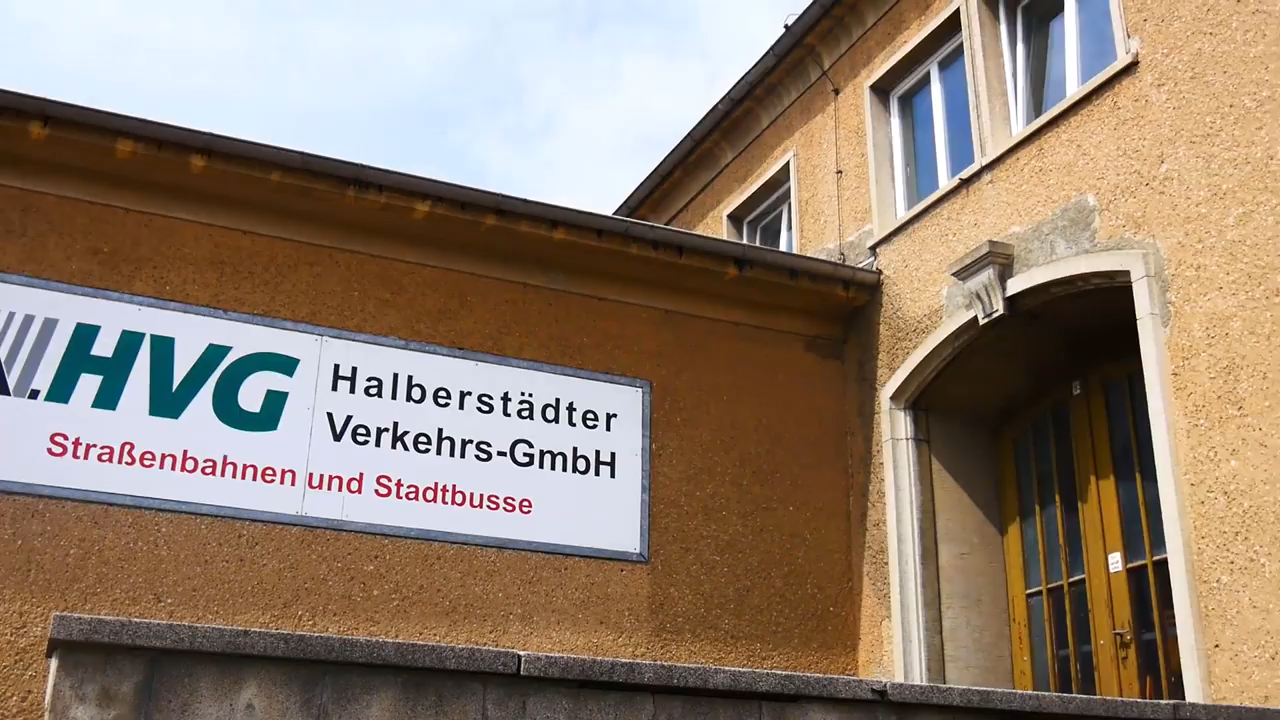 HVG
Halberstädter
Verkehrs-GmbH
Straßenbahnen und Stadtbusse